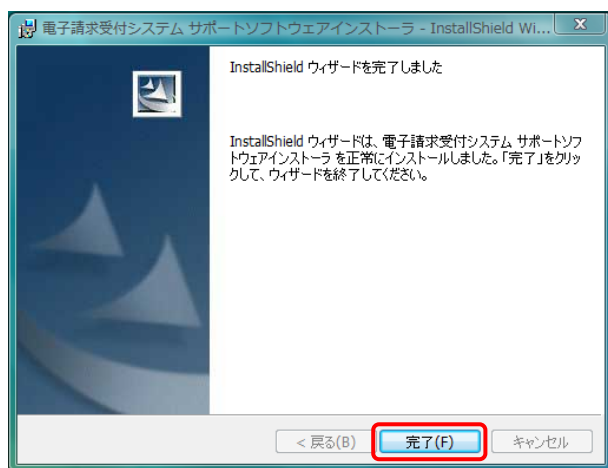 電子請求受付システム サポートソフトウェアインストーラ - InstallShield Wi...
InstallShield ウィザードを完了しました
InstallShield ウィザードは、電子請求受付システム サポートソフ
トウェアインストーラ を正常にインストールしました。「完了」をクリッ
クして、ウィザードを終了してください。
< 戻る(B)
完了(F)
キャンセル